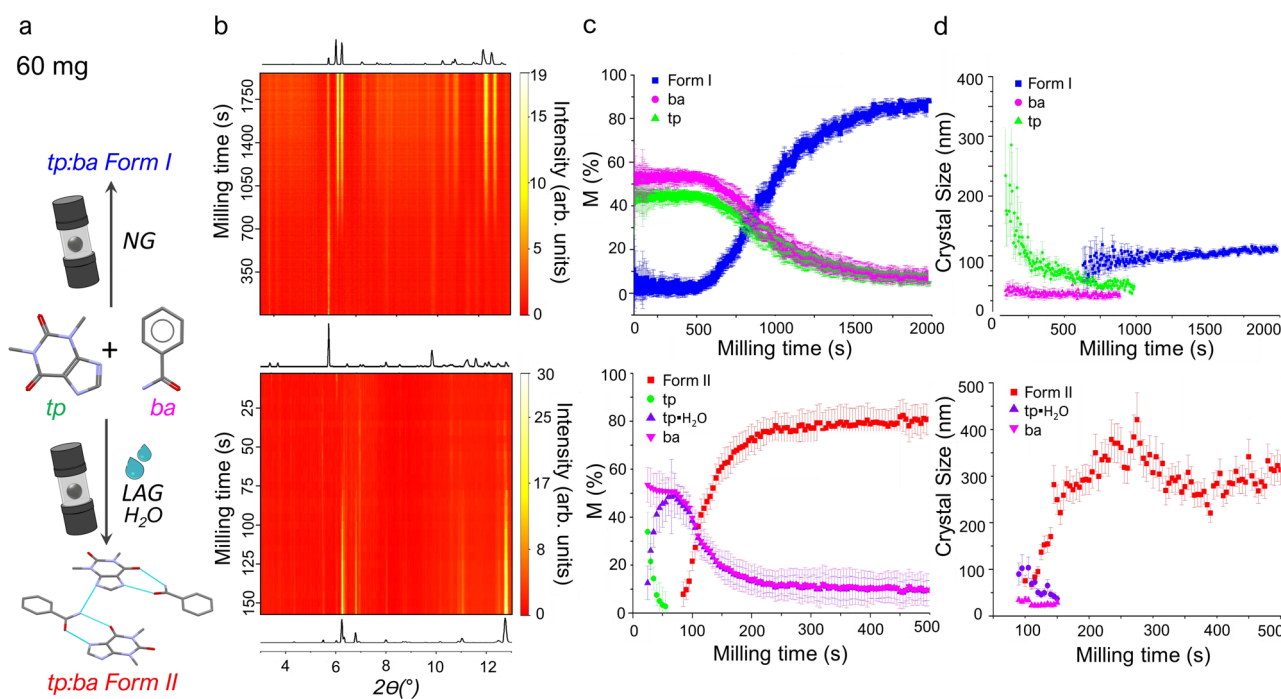 a
60 mg
tp:ba Form I
NG
+
tp
ba
LAG
H₂O
tp:ba Form II
b
Milling time (s)
1750
1400
1050
700
350
19
15
10
5
0
Intensity (arb. units)
Milling time (s)
25
50
75
100
125
150
30
25
17
8
0
Intensity (arb. units)
4
6
8
10
12
2Θ(°)
c
M (%)
100
80
60
40
20
0
Form I
ba
tp
0
500
1000
1500
2000
Milling time (s)
M (%)
100
80
60
40
20
0
Form II
tp
tp▪H₂O
ba
0
100
200
300
400
500
Milling time (s)
d
Crystal Size (nm)
400
350
300
250
200
150
100
50
0
Form I
ba
tp
0
500
1000
1500
2000
Milling time (s)
Crystal Size (nm)
500
400
300
200
100
0
Form II
tp▪H₂O
ba
100
200
300
400
500
Milling time (s)